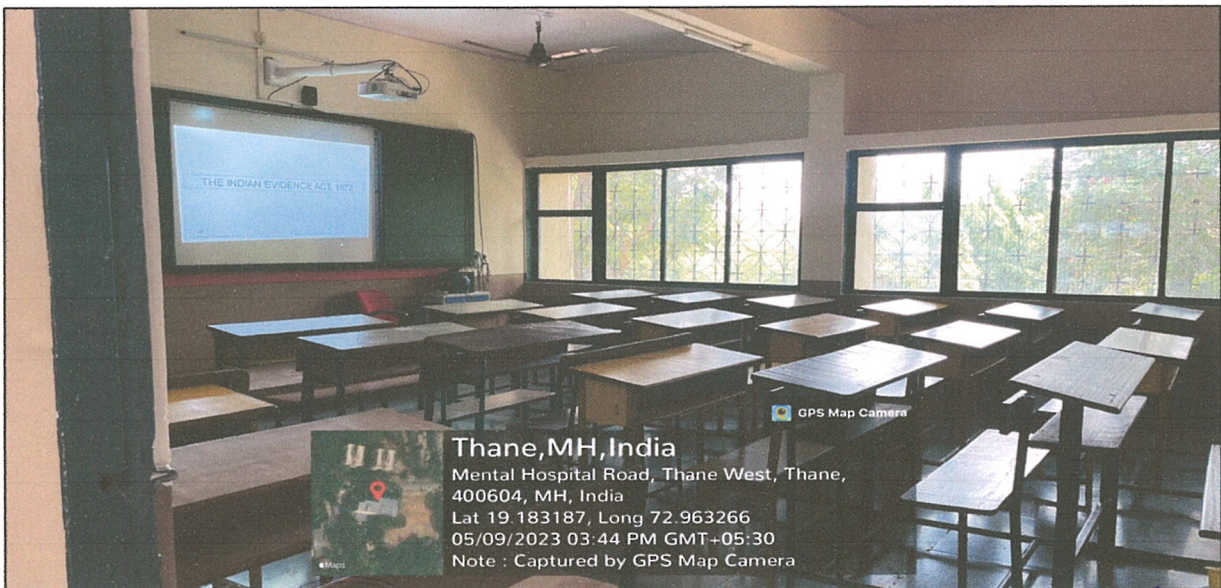 THE INDIAN EVIDENCE ACT, 1872
GPS Map Camera
Thane,MH,India
Mental Hospital Road, Thane West, Thane,
400604, MH, India
Lat 19.183187, Long 72.963266
05/09/2023 03:44 PM GMT+05:30
Note : Captured by GPS Map Camera
Maps